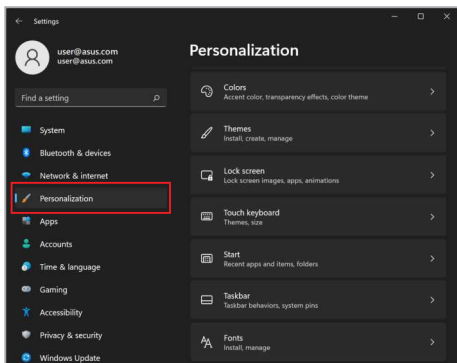 Settings
user@asus.com
user@asus.com
Find a setting
System
Bluetooth & devices
Network & internet
Personalization
Apps
Accounts
Time & language
Gaming
Accessibility
Privacy & security
Windows Update
Personalization
Colors
Accent color, transparency effects, color theme
Themes
Install, create, manage
Lock screen
Lock screen images, apps, animations
Touch keyboard
Themes, size
Start
Recent apps and items, folders
Taskbar
Taskbar behaviors, system pins
Fonts
Install, manage